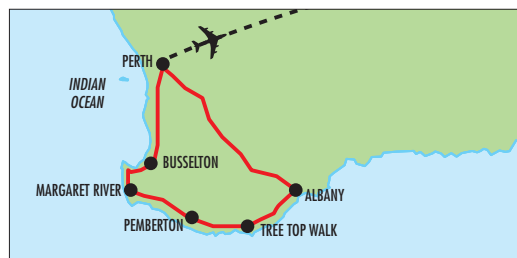 PERTH
INDIAN
OCEAN
BUSSELTON
MARGARET RIVER
ALBANY
PEMBERTON
TREE TOP WALK